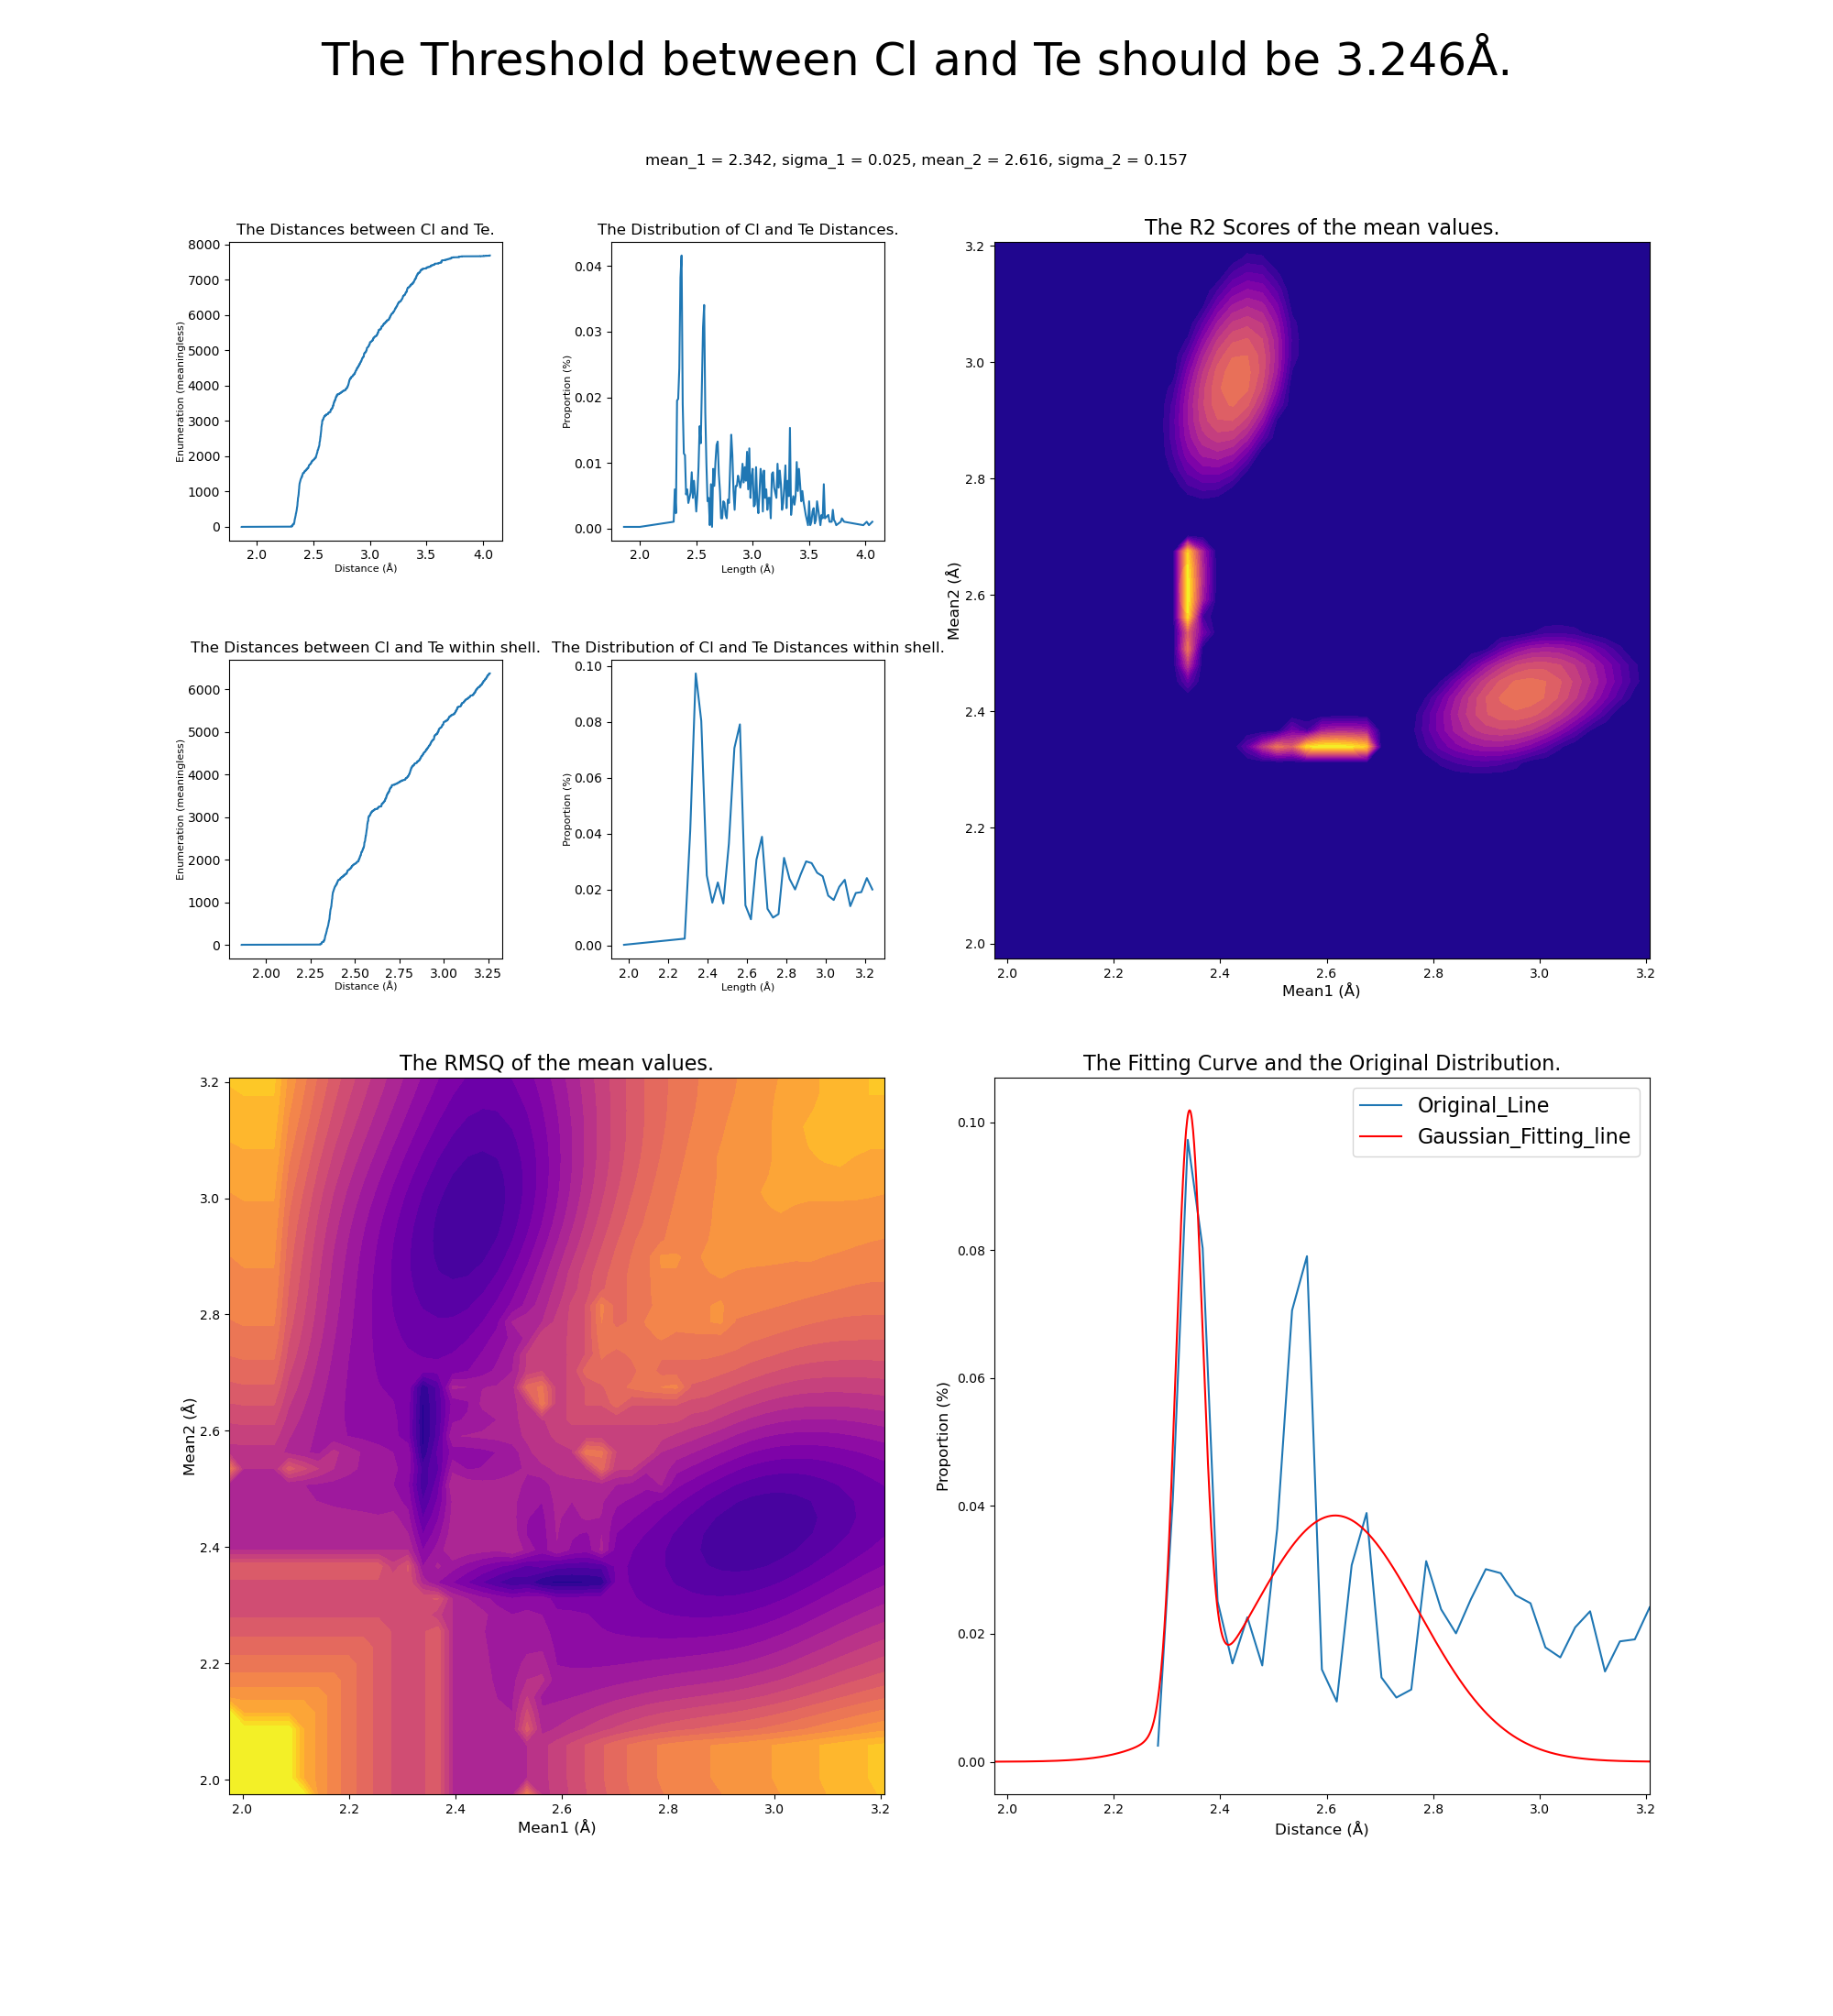 The Threshold between Cl and Te should be 3.246Å.
mean_1 = 2.342, sigma_1 = 0.025, mean_2 = 2.616, sigma_2 = 0.157
The Distances between Cl and Te.
8000
7000
6000
5000
4000
3000
2000
1000
0
Enumeration (meaningless)
2.0 2.5 3.0 3.5 4.0
Distance (Å)
The Distribution of Cl and Te Distances.
0.04
0.03
0.02
0.01
0.00
Proportion (%)
2.0 2.5 3.0 3.5 4.0
Length (Å)
The R2 Scores of the mean values.
3.2
3.0
2.8
2.6
2.4
2.2
2.0
Mean2 (Å)
2.0 2.2 2.4 2.6 2.8 3.0 3.2
Mean1 (Å)
The Distances between Cl and Te within shell.
6000
5000
4000
3000
2000
1000
0
Enumeration (meaningless)
2.00 2.25 2.50 2.75 3.00 3.25
Distance (Å)
The Distribution of Cl and Te Distances within shell.
0.10
0.08
0.06
0.04
0.02
0.00
Proportion (%)
2.0 2.2 2.4 2.6 2.8 3.0 3.2
Length (Å)
The RMSQ of the mean values.
3.2
3.0
2.8
2.6
2.4
2.2
2.0
Mean2 (Å)
2.0 2.2 2.4 2.6 2.8 3.0 3.2
Mean1 (Å)
The Fitting Curve and the Original Distribution.
Original_Line
Gaussian_Fitting_line
0.10
0.08
0.06
0.04
0.02
0.00
Proportion (%)
2.0 2.2 2.4 2.6 2.8 3.0 3.2
Distance (Å)